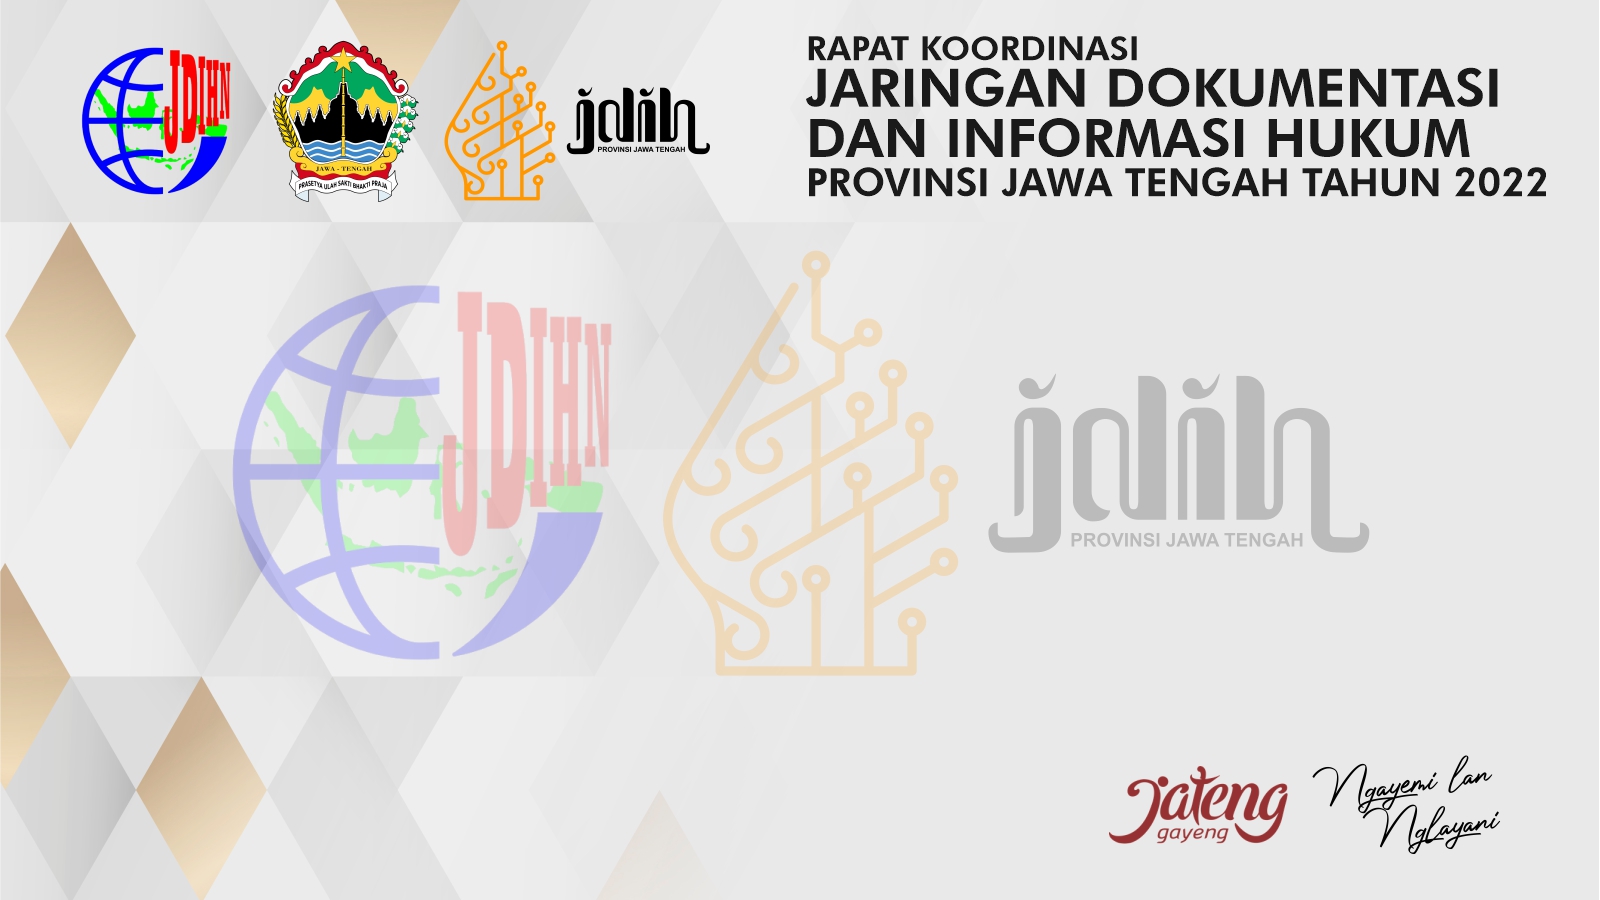 JDIHN
JAWA - TENGAH
PRASETYA ULAH SAKTI BHAKTI PRAJA
jdih
PROVINSI JAWA TENGAH
RAPAT KOORDINASI
JARINGAN DOKUMENTASI
DAN INFORMASI HUKUM
PROVINSI JAWA TENGAH TAHUN 2022
JDIHN
jdih
PROVINSI JAWA TENGAH
jateng
gayeng
Ngayemi lan
Nglayani